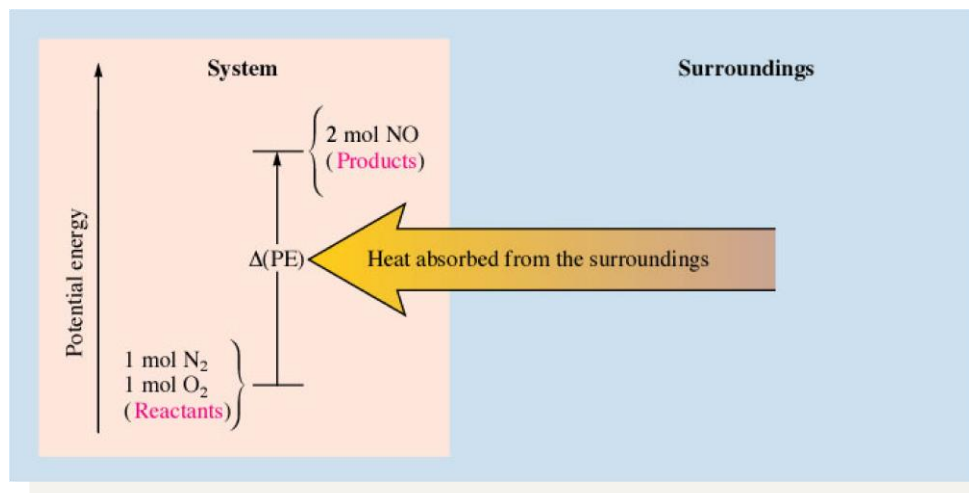 System
Surroundings
2 mol NO
(Products)
Potential energy
Δ(PE)
Heat absorbed from the surroundings
1 mol N₂
1 mol O₂
(Reactants)